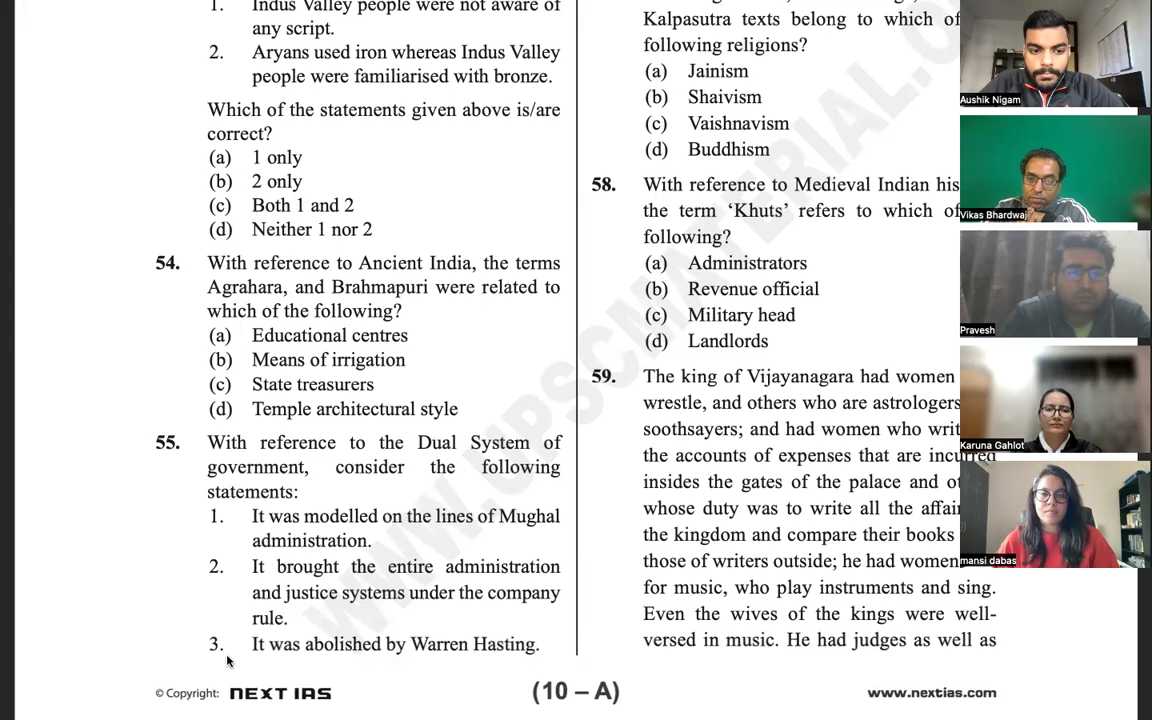 1. Indus Valley people were not aware of
any script.
2. Aryans used iron whereas Indus Valley
people were familiarised with bronze.
Which of the statements given above is/are
correct?
(a) 1 only
(b) 2 only
(c) Both 1 and 2
(d) Neither 1 nor 2
54. With reference to Ancient India, the terms
Agrahara, and Brahmapuri were related to
which of the following?
(a) Educational centres
(b) Means of irrigation
(c) State treasurers
(d) Temple architectural style
55. With reference to the Dual System of
government, consider the following
statements:
1. It was modelled on the lines of Mughal
administration.
2. It brought the entire administration
and justice systems under the company
rule.
3. It was abolished by Warren Hasting.
Kalpasutra texts belong to which of
following religions?
(a) Jainism
(b) Shaivism
(c) Vaishnavism
(d) Buddhism
58. With reference to Medieval Indian his
the term ‘Khuts’ refers to which of
following?
(a) Administrators
(b) Revenue official
(c) Military head
(d) Landlords
59. The king of Vijayanagara had women
wrestle, and others who are astrologers
soothsayers; and had women who writ
the accounts of expenses that are incurred
insides the gates of the palace and ot
whose duty was to write all the affai
the kingdom and compare their books
those of writers outside; he had women
for music, who play instruments and sing.
Even the wives of the kings were well-
versed in music. He had judges as well as
© Copyright: NEXT IAS
(10 – A)
www.nextias.com
WWW.UPSCMATERIAL.O
Aushik Nigam
Vikas Bhardwaj
Pravesh
Karuna Gahlot
mansi dabas